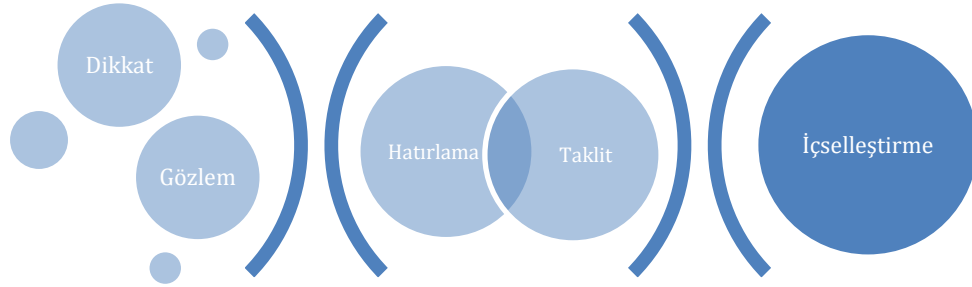 Dikkat
Gözlem
Hatırlama
Taklit
İçselleştirme